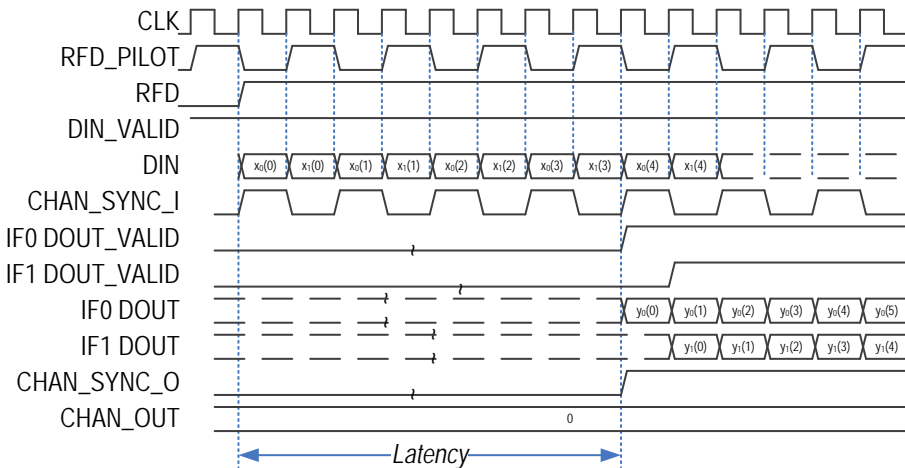 CLK
RFD_PILOT
RFD
DIN_VALID
DIN x₀(0) x₁(0) x₀(1) x₁(1) x₀(2) x₁(2) x₀(3) x₁(3) x₀(4) x₁(4)
CHAN_SYNC_I
IF0 DOUT_VALID
IF1 DOUT_VALID
IF0 DOUT y₀(0) y₀(1) y₀(2) y₀(3) y₀(4) y₀(5)
IF1 DOUT y₁(0) y₁(1) y₁(2) y₁(3) y₁(4)
CHAN_SYNC_O
CHAN_OUT 0
Latency